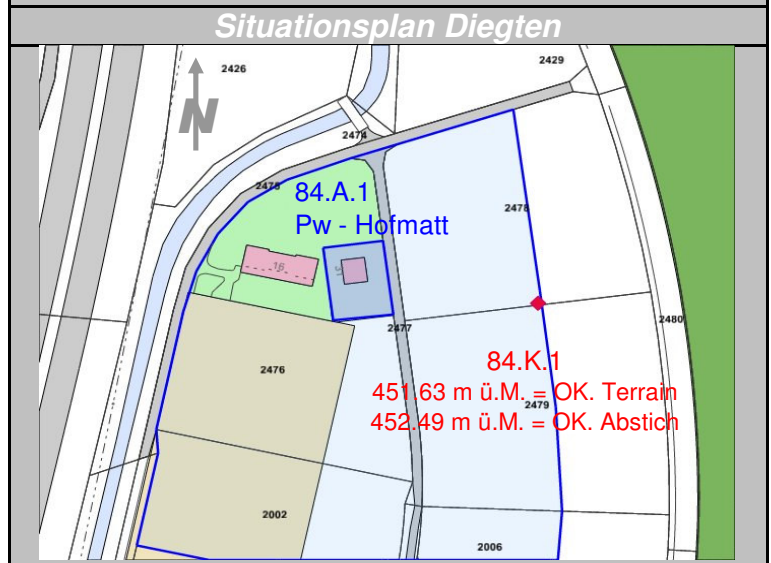 Situationsplan Diegten
2426
2429
N
2474
2475
84.A.1
Pw - Hofmatt
2478
16
2477
2480
2476
84.K.1
451.63 m ü.M. = OK. Terrain
2479
452.49 m ü.M. = OK. Abstich
2002
2006